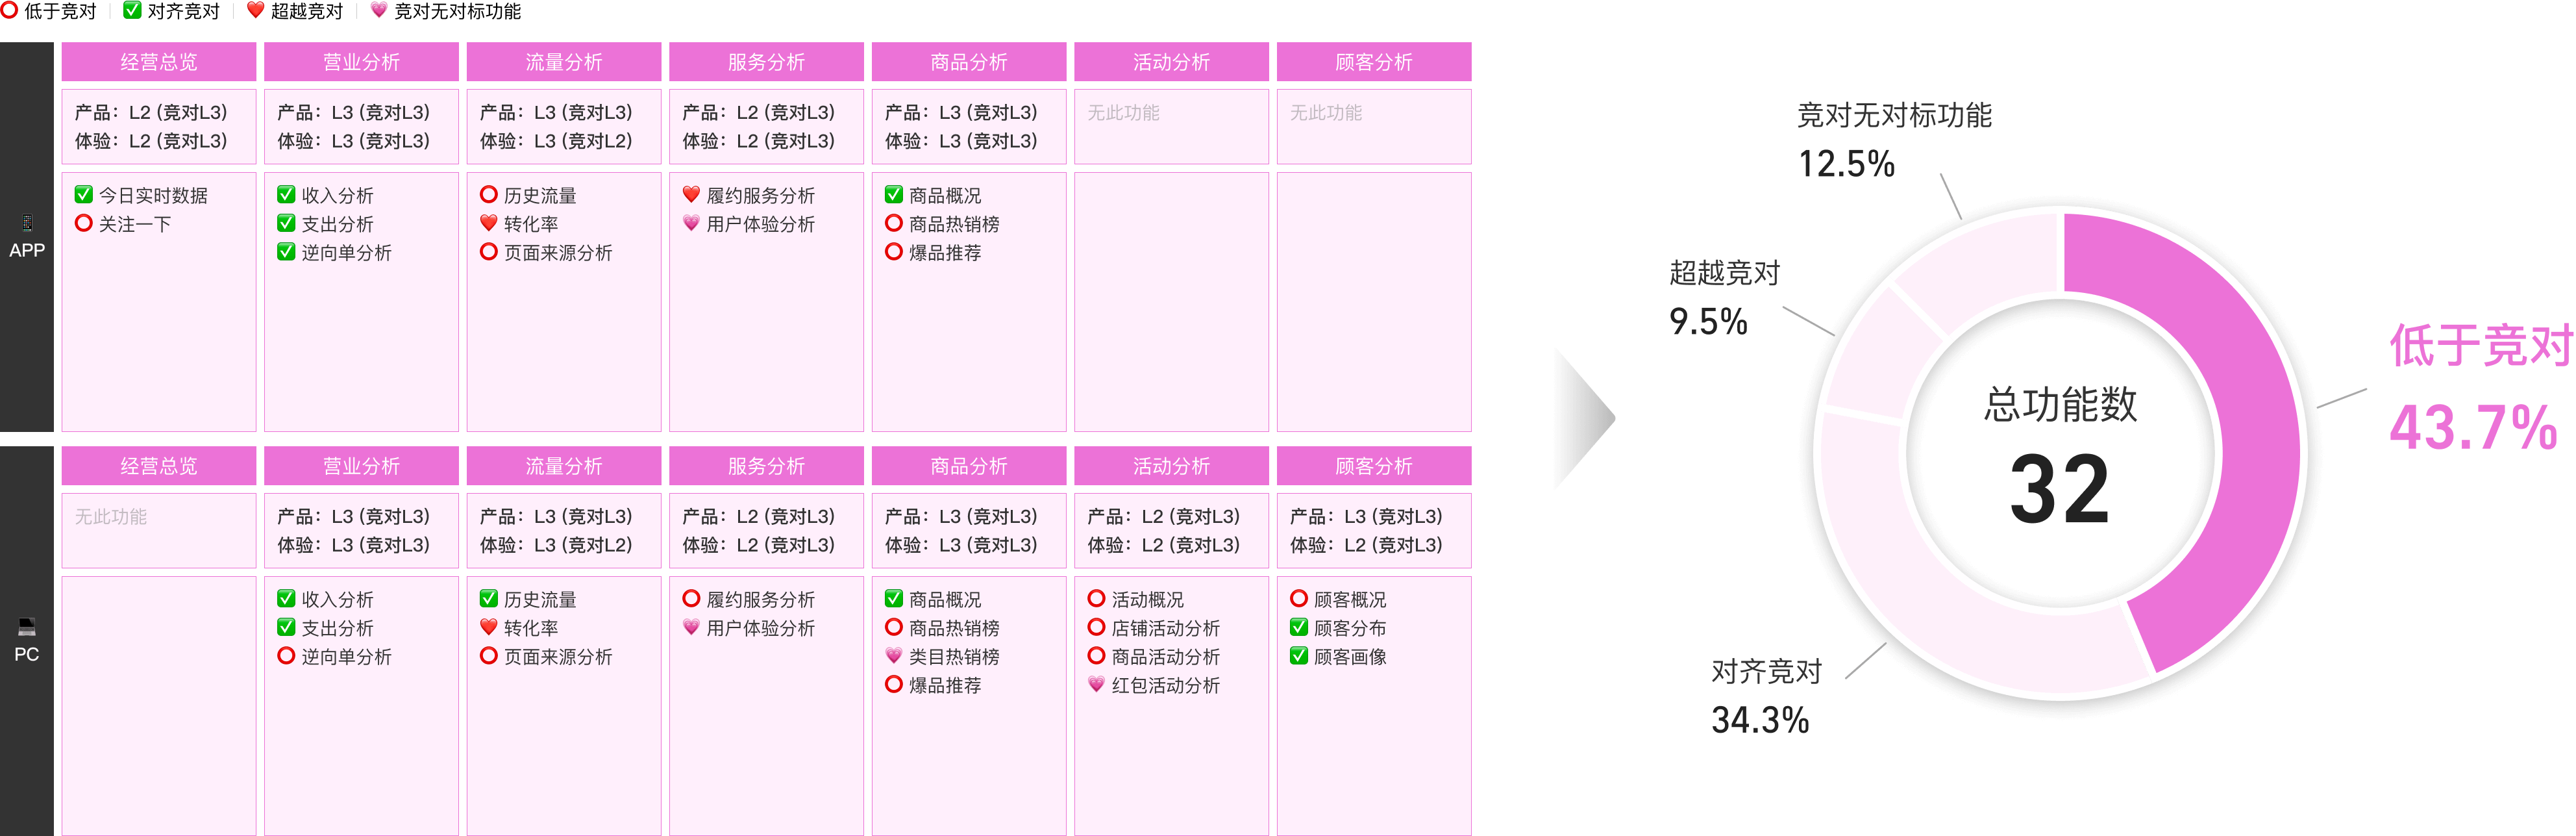 ⭕ 低于竞对 | ✅ 对齐竞对 | ❤️ 超越竞对 | 💗 竞对无对标功能
APP
经营总览
产品：L2 (竞对L3)
体验：L2 (竞对L3)
✅ 今日实时数据
⭕ 关注一下
营业分析
产品：L3 (竞对L3)
体验：L3 (竞对L3)
✅ 收入分析
✅ 支出分析
✅ 逆向单分析
流量分析
产品：L3 (竞对L3)
体验：L3 (竞对L2)
⭕ 历史流量
❤️ 转化率
⭕ 页面来源分析
服务分析
产品：L2 (竞对L3)
体验：L2 (竞对L3)
❤️ 履约服务分析
💗 用户体验分析
商品分析
产品：L3 (竞对L3)
体验：L3 (竞对L3)
✅ 商品概况
⭕ 商品热销榜
⭕ 爆品推荐
活动分析
无此功能
顾客分析
无此功能
PC
经营总览
无此功能
营业分析
产品：L3 (竞对L3)
体验：L3 (竞对L3)
✅ 收入分析
✅ 支出分析
⭕ 逆向单分析
流量分析
产品：L3 (竞对L3)
体验：L3 (竞对L2)
✅ 历史流量
❤️ 转化率
⭕ 页面来源分析
服务分析
产品：L2 (竞对L3)
体验：L2 (竞对L3)
⭕ 履约服务分析
💗 用户体验分析
商品分析
产品：L3 (竞对L3)
体验：L3 (竞对L3)
✅ 商品概况
⭕ 商品热销榜
💗 类目热销榜
⭕ 爆品推荐
活动分析
产品：L2 (竞对L3)
体验：L2 (竞对L3)
⭕ 活动概况
⭕ 店铺活动分析
⭕ 商品活动分析
💗 红包活动分析
顾客分析
产品：L3 (竞对L3)
体验：L2 (竞对L3)
⭕ 顾客概况
✅ 顾客分布
✅ 顾客画像
竞对无对标功能
12.5%
超越竞对
9.5%
低于竞对
43.7%
总功能数
32
对齐竞对
34.3%